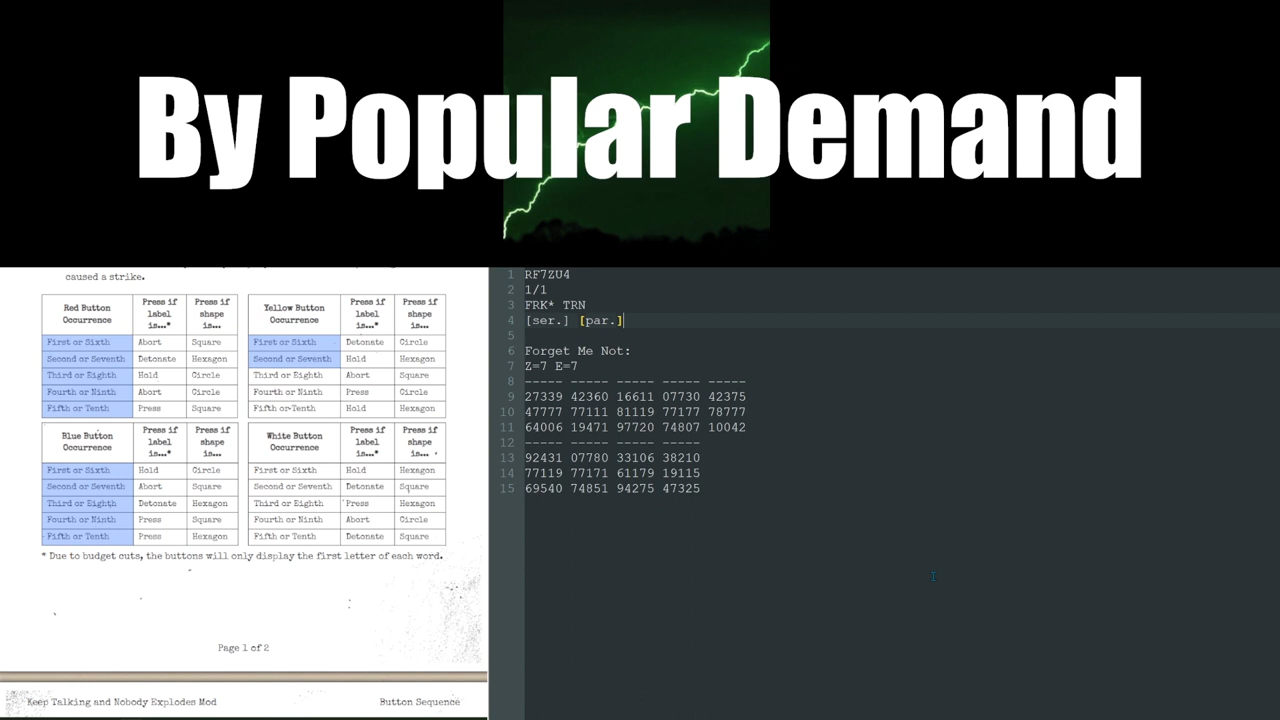 By Popular Demand
caused a strike.
Red Button Occurrence Press if label is...* Press if shape is...
First or Sixth Abort Square
Second or Seventh Detonate Hexagon
Third or Eighth Hold Circle
Fourth or Ninth Abort Circle
Fifth or Tenth Press Square
Yellow Button Occurrence Press if label is...* Press if shape is...
First or Sixth Detonate Circle
Second or Seventh Hold Hexagon
Third or Eighth Abort Square
Fourth or Ninth Press Circle
Fifth or Tenth Hold Hexagon
Blue Button Occurrence Press if label is...* Press if shape is...
First or Sixth Hold Circle
Second or Seventh Abort Square
Third or Eighth Detonate Hexagon
Fourth or Ninth Press Square
Fifth or Tenth Press Hexagon
White Button Occurrence Press if label is...* Press if shape is...
First or Sixth Hold Hexagon
Second or Seventh Detonate Square
Third or Eighth Press Hexagon
Fourth or Ninth Abort Circle
Fifth or Tenth Detonate Square
* Due to budget cuts, the buttons will only display the first letter of each word.
Page 1 of 2
Keep Talking and Nobody Explodes Mod Button Sequence
1 RF7ZU4
2 1/1
3 FRK* TRN
4 [ser.] [par.]
5
6 Forget Me Not:
7 Z=7 E=7
8 ----- ----- ----- ----- -----
9 27339 42360 16611 07730 42375
10 47777 77111 81119 77177 78777
11 64006 19471 97720 74807 10042
12 ----- ----- ----- -----
13 92431 07780 33106 38210
14 77119 77171 61179 19115
15 69540 74851 94275 47325